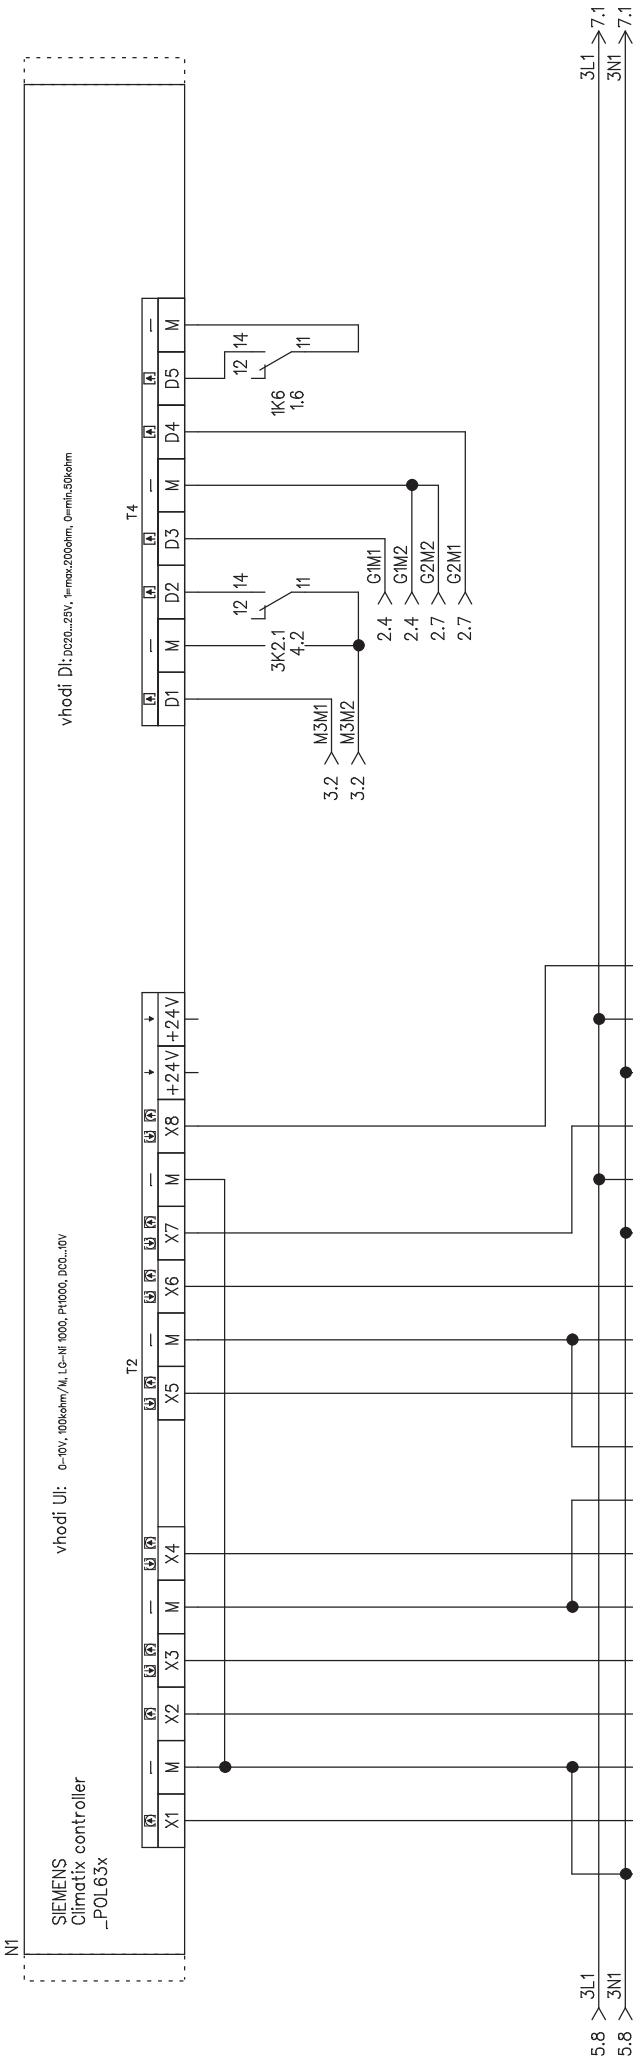 N1
SIEMENS
Climatix controller
_POL63x
vhodi UI: 0-10V, 100kohm/M, LG-Ni 1000, Pt1000, DC0...10V
vhodi DI: DC20...25V, 1=max.200ohm, 0=min.50kohm
T2
X1 M X2 X3 M X4 X5 M X6 X7 M X8 +24V +24V
T4
D1 M D2 D3 M D4 D5 M
12 14
11
3K2.1
4.2
12 14
11
1K6
1.6
3.2 M3M1
3.2 M3M2
2.4 G1M1
2.4 G1M2
2.7 G2M2
2.7 G2M1
5.8 3L1 3L1 7.1
5.8 3N1 3N1 7.1